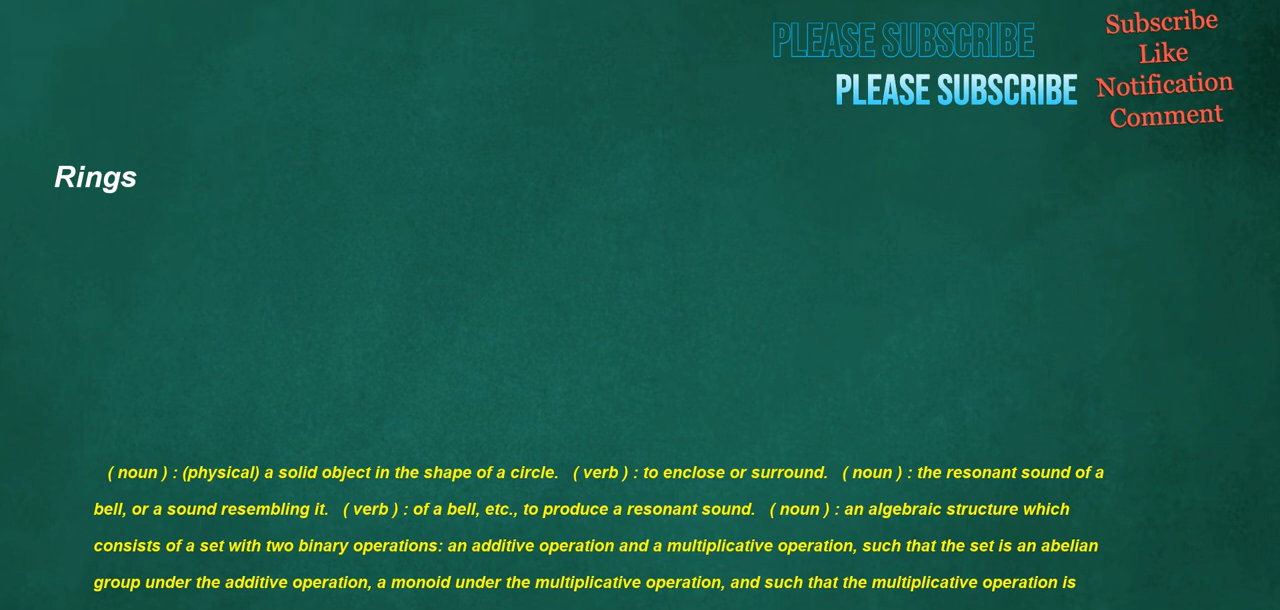 PLEASE SUBSCRIBE
PLEASE SUBSCRIBE
Subscribe
Like
Notification
Comment
Rings
( noun ) : (physical) a solid object in the shape of a circle. ( verb ) : to enclose or surround. ( noun ) : the resonant sound of a
bell, or a sound resembling it. ( verb ) : of a bell, etc., to produce a resonant sound. ( noun ) : an algebraic structure which
consists of a set with two binary operations: an additive operation and a multiplicative operation, such that the set is an abelian
group under the additive operation, a monoid under the multiplicative operation, and such that the multiplicative operation is